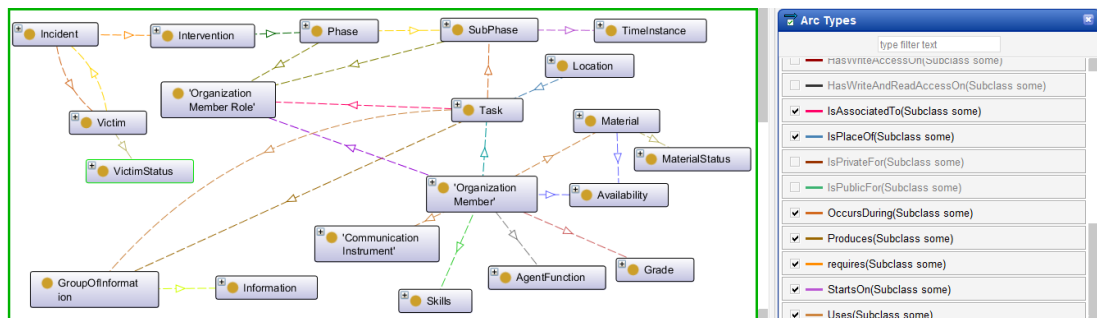 Incident
Intervention
Phase
SubPhase
TimeInstance
Location
'Organization
Member Role'
Task
Victim
Material
VictimStatus
MaterialStatus
'Organization
Member'
Availability
'Communication
Instrument'
GroupOfInformat
ion
Information
Skills
AgentFunction
Grade
Arc Types
type filter text
HasWriteAccessOn(Subclass some)
HasWriteAndReadAccessOn(Subclass some)
IsAssociatedTo(Subclass some)
IsPlaceOf(Subclass some)
IsPrivateFor(Subclass some)
IsPublicFor(Subclass some)
OccursDuring(Subclass some)
Produces(Subclass some)
requires(Subclass some)
StartsOn(Subclass some)
Uses(Subclass some)